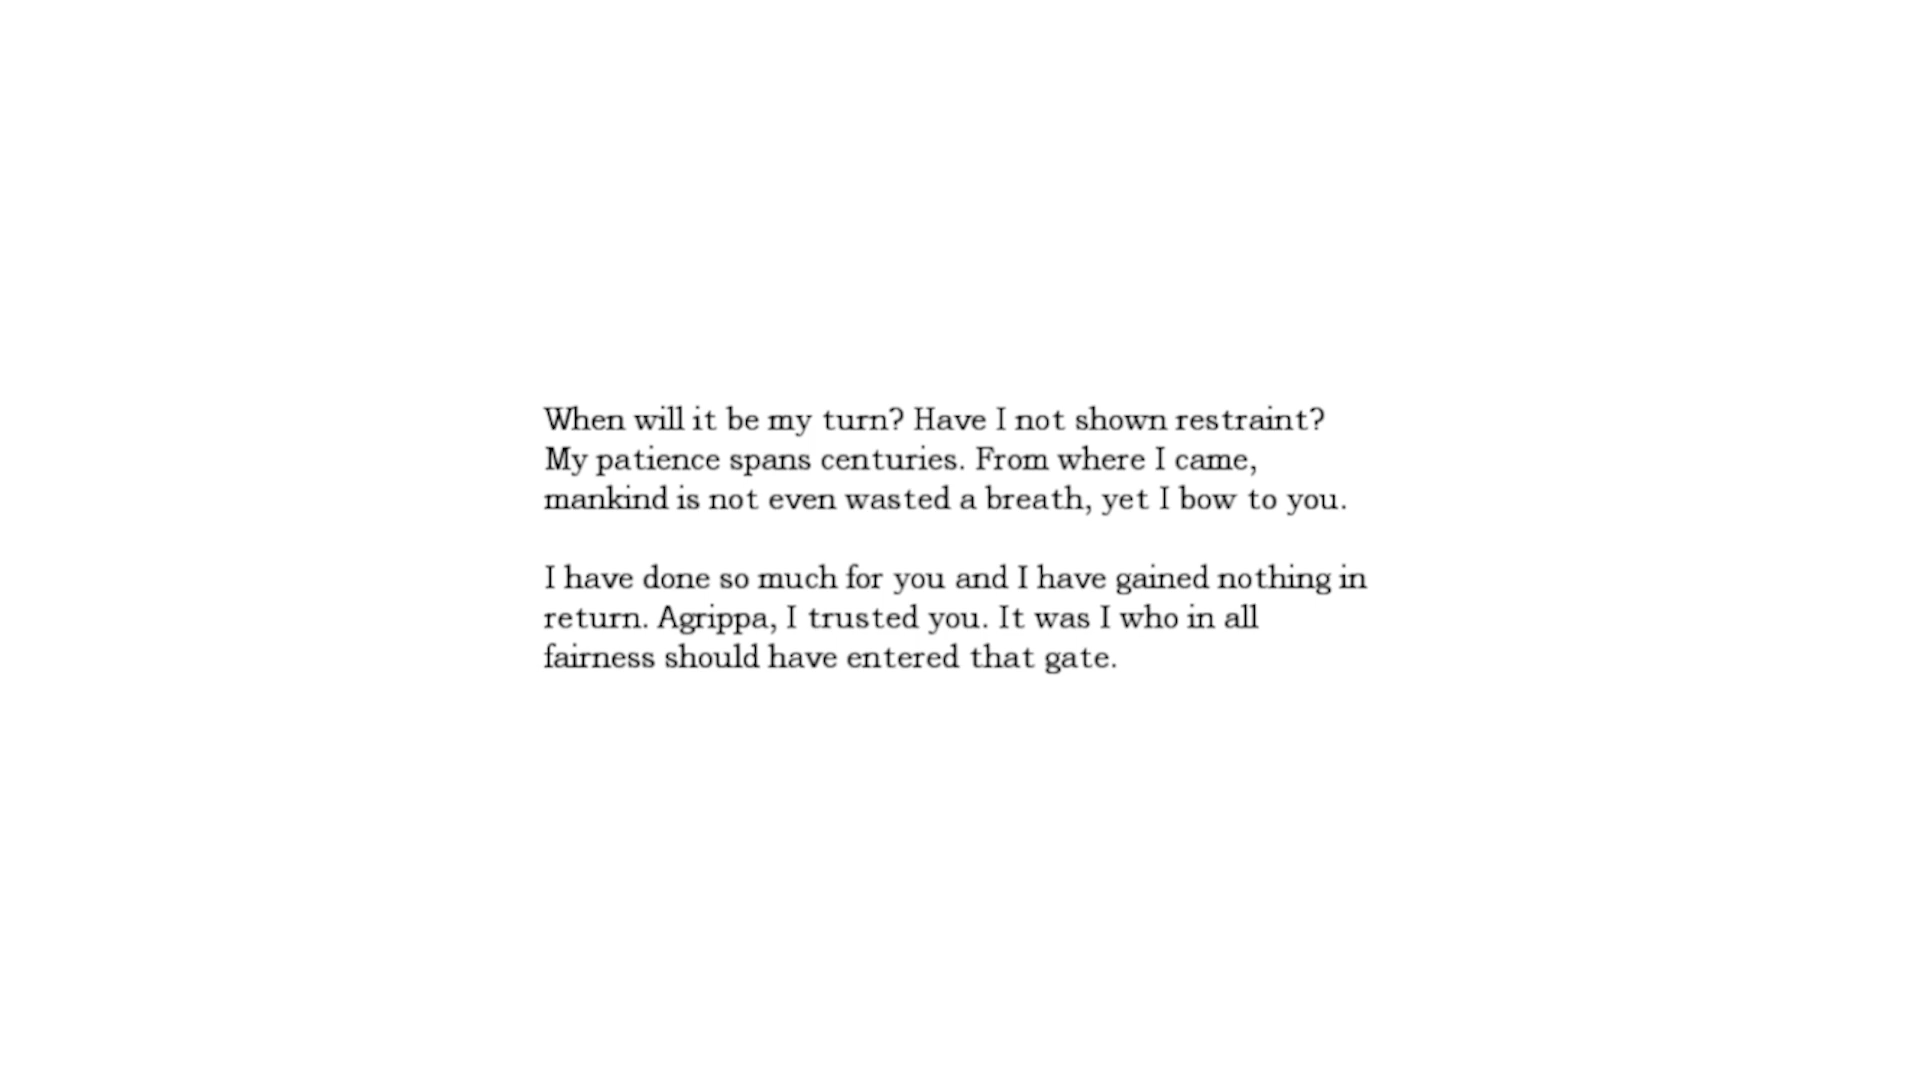 When will it be my turn? Have I not shown restraint?
My patience spans centuries. From where I came,
mankind is not even wasted a breath, yet I bow to you.
I have done so much for you and I have gained nothing in
return. Agrippa, I trusted you. It was I who in all
fairness should have entered that gate.